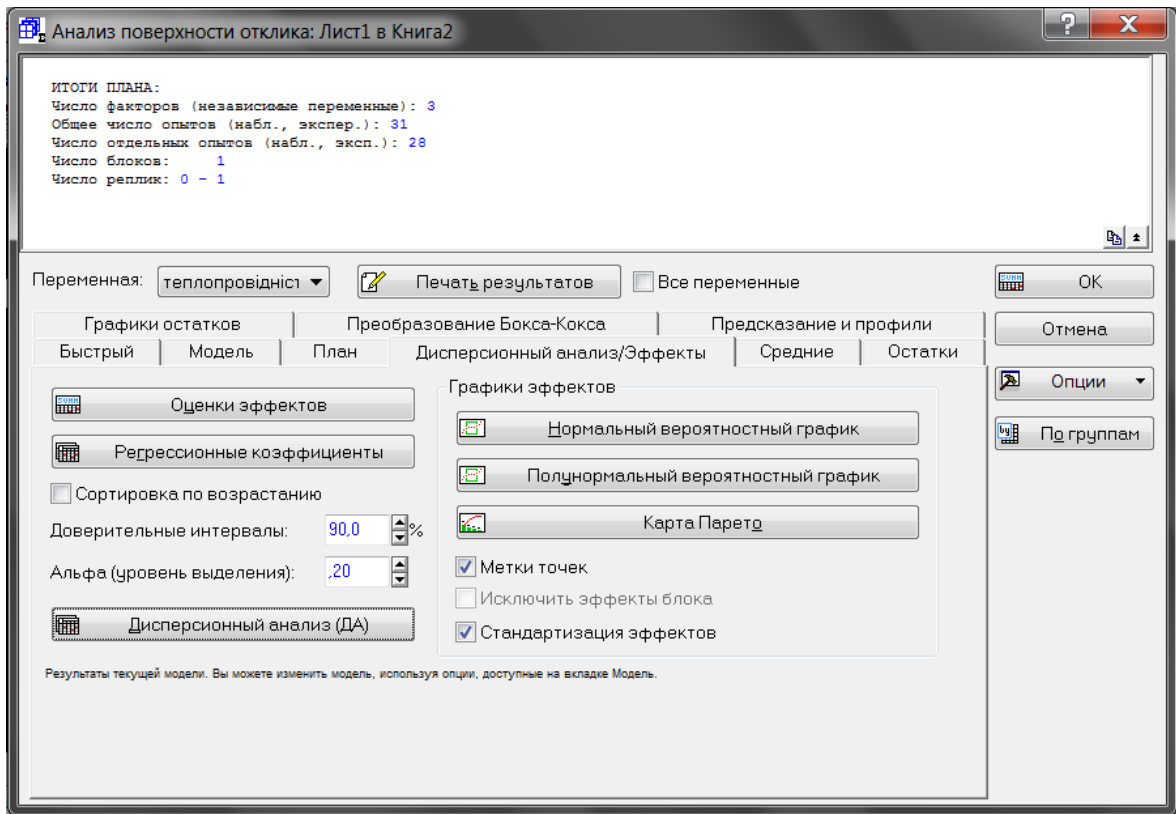 Анализ поверхности отклика: Лист1 в Книга2
ИТОГИ ПЛАНА:
Число факторов (независимые переменные): 3
Общее число опытов (набл., экспер.): 31
Число отдельных опытов (набл., эксп.): 28
Число блоков: 1
Число реплик: 0 - 1
Переменная: теплопровідніст Печать результатов Все переменные
OK
Графики остатков Преобразование Бокса-Кокса Предсказание и профили
Отмена
Быстрый Модель План Дисперсионный анализ/Эффекты Средние Остатки
Опции
По группам
Оценки эффектов
Регрессионные коэффициенты
Сортировка по возрастанию
Доверительные интервалы: 90,0 %
Альфа (уровень выделения): ,20
Дисперсионный анализ (ДА)
Графики эффектов
Нормальный вероятностный график
Полунормальный вероятностный график
Карта Парето
Метки точек
Исключить эффекты блока
Стандартизация эффектов
Результаты текущей модели. Вы можете изменить модель, используя опции, доступные на вкладке Модель.